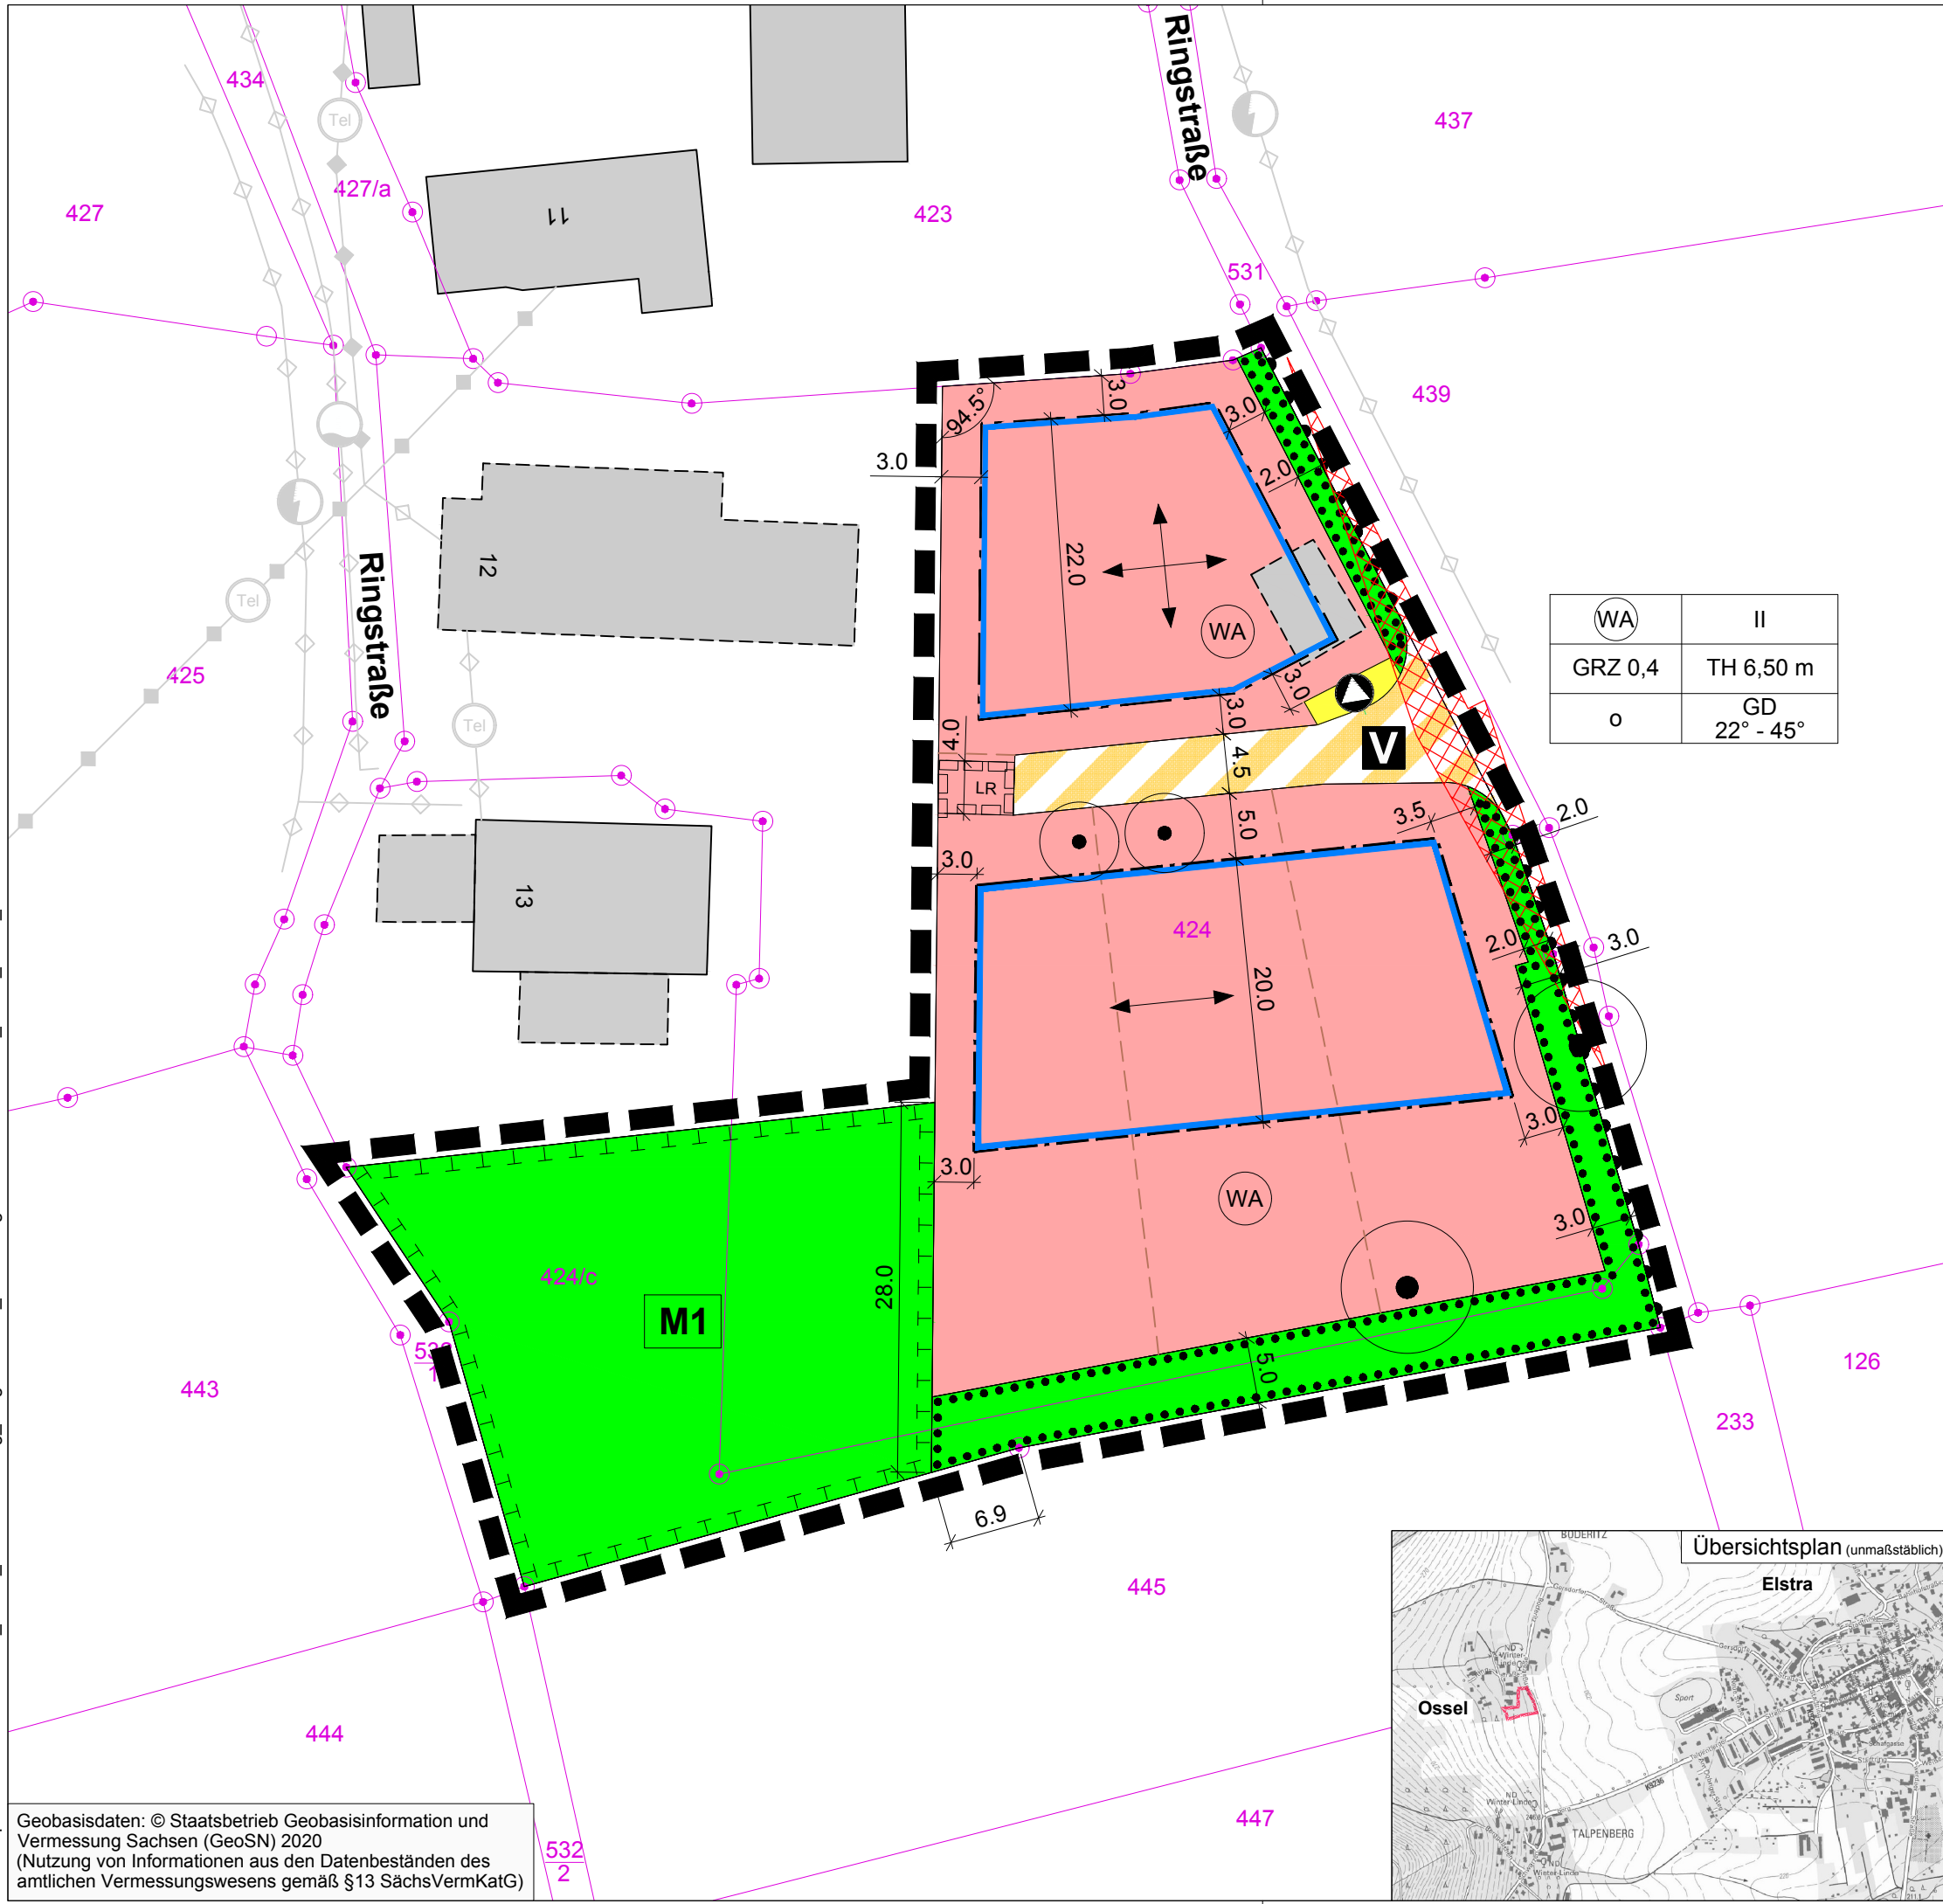 434
427/a
427
11
423
Ringstraße
437
531
439
Tel
94.5°
3.0
3.0
3.0
2.0
22.0
WA
3.0
12
Ringstraße
Tel
425
Tel
WA II
GRZ 0,4 TH 6,50 m
o GD
22° - 45°
4.0
LR
3.0
4.5
V
5.0
3.5
2.0
3.0
13
424
2.0
3.0
20.0
3.0
3.0
WA
3.0
424/c
M1
28.0
5.0
6.9
443
126
233
445
444
447
532
2
Übersichtsplan (unmaßstäblich)
Elstra
Ossel
TALPENBERG
ND
Winter-Linde
Sport
Geobasisdaten: © Staatsbetrieb Geobasisinformation und
Vermessung Sachsen (GeoSN) 2020
(Nutzung von Informationen aus den Datenbeständen des
amtlichen Vermessungswesens gemäß §13 SächsVermKatG)